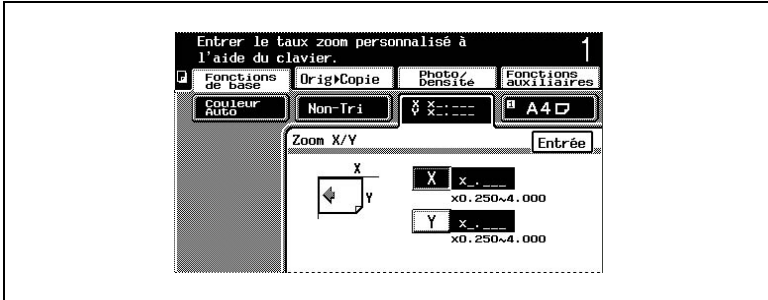 Entrer le taux zoom personnalisé à
l'aide du clavier.
1
Fonctions
de base
Orig▸Copie
Photo/
Densité
Fonctions
auxiliaires
Couleur
Auto
Non-Tri
X x-:---
Y x-:---
A4
Zoom X/Y
Entrée
X
Y
X x_.___
x0.250~4.000
Y x_.___
x0.250~4.000